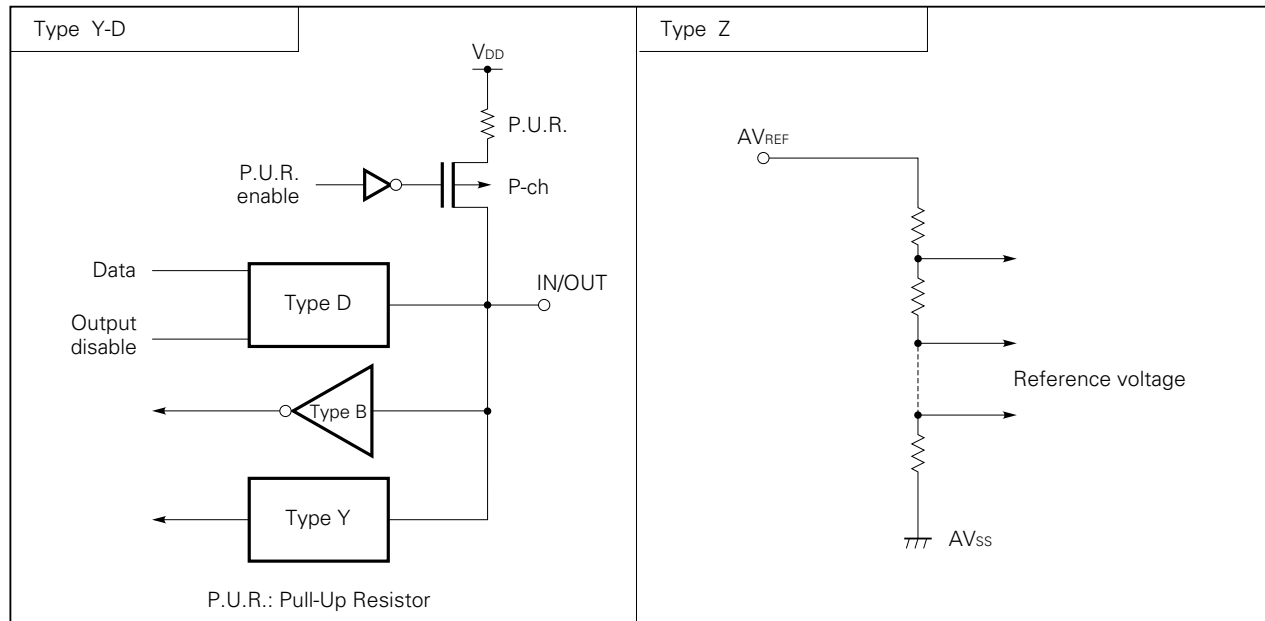 Type Y-D
VDD
P.U.R.
P.U.R.
enable
P-ch
Data
IN/OUT
Type D
Output
disable
Type B
Type Y
P.U.R.: Pull-Up Resistor
Type Z
AVREF
Reference voltage
AVSS